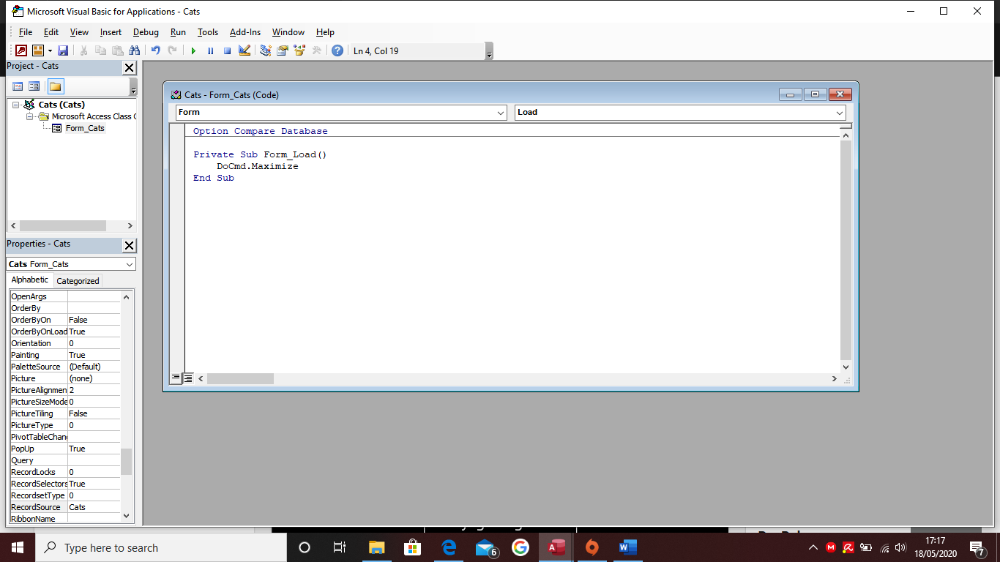 Microsoft Visual Basic for Applications - Cats
File Edit View Insert Debug Run Tools Add-Ins Window Help
Ln 4, Col 19
Project - Cats
Cats (Cats)
Microsoft Access Class O
Form_Cats
Properties - Cats
Cats Form_Cats
Alphabetic Categorized
OpenArgs
OrderBy
OrderByOn False
OrderByOnLoad True
Orientation 0
Painting True
PaletteSource (Default)
Picture (none)
PictureAlignmen 2
PictureSizeMode 0
PictureTiling False
PictureType 0
PivotTableChang
PopUp True
Query
RecordLocks 0
RecordSelectors True
RecordsetType 0
RecordSource Cats
RibbonName
Cats - Form_Cats (Code)
Form Load
Option Compare Database
Private Sub Form_Load()
DoCmd.Maximize
End Sub
Type here to search
6
17:17
18/05/2020
7